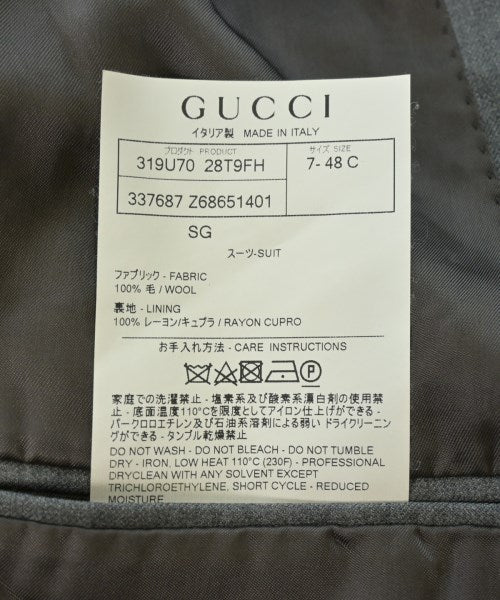 GUCCI
イタリア製 MADE IN ITALY
プロダクト PRODUCT
サイズ SIZE
319U70 28T9FH
7- 48 C
337687 Z68651401
SG
スーツ-SUIT
ファブリック - FABRIC
100% 毛 / WOOL
裏地 - LINING
100% レーヨン/キュプラ / RAYON CUPRO
お手入れ方法 - CARE INSTRUCTIONS
P
家庭での洗濯禁止 - 塩素系及び酸素系漂白剤の使用禁
止 - 底面温度110℃を限度としてアイロン仕上げができる - パ
ークロロエチレン及び石油系溶剤による弱い ドライクリーニン
グができる - タンブル乾燥禁止
DO NOT WASH - DO NOT BLEACH - DO NOT TUMBLE
DRY - IRON, LOW HEAT 110°C (230F) - PROFESSIONAL
DRYCLEAN WITH ANY SOLVENT EXCEPT
TRICHLOROETHYLENE, SHORT CYCLE - REDUCED
MOISTURE